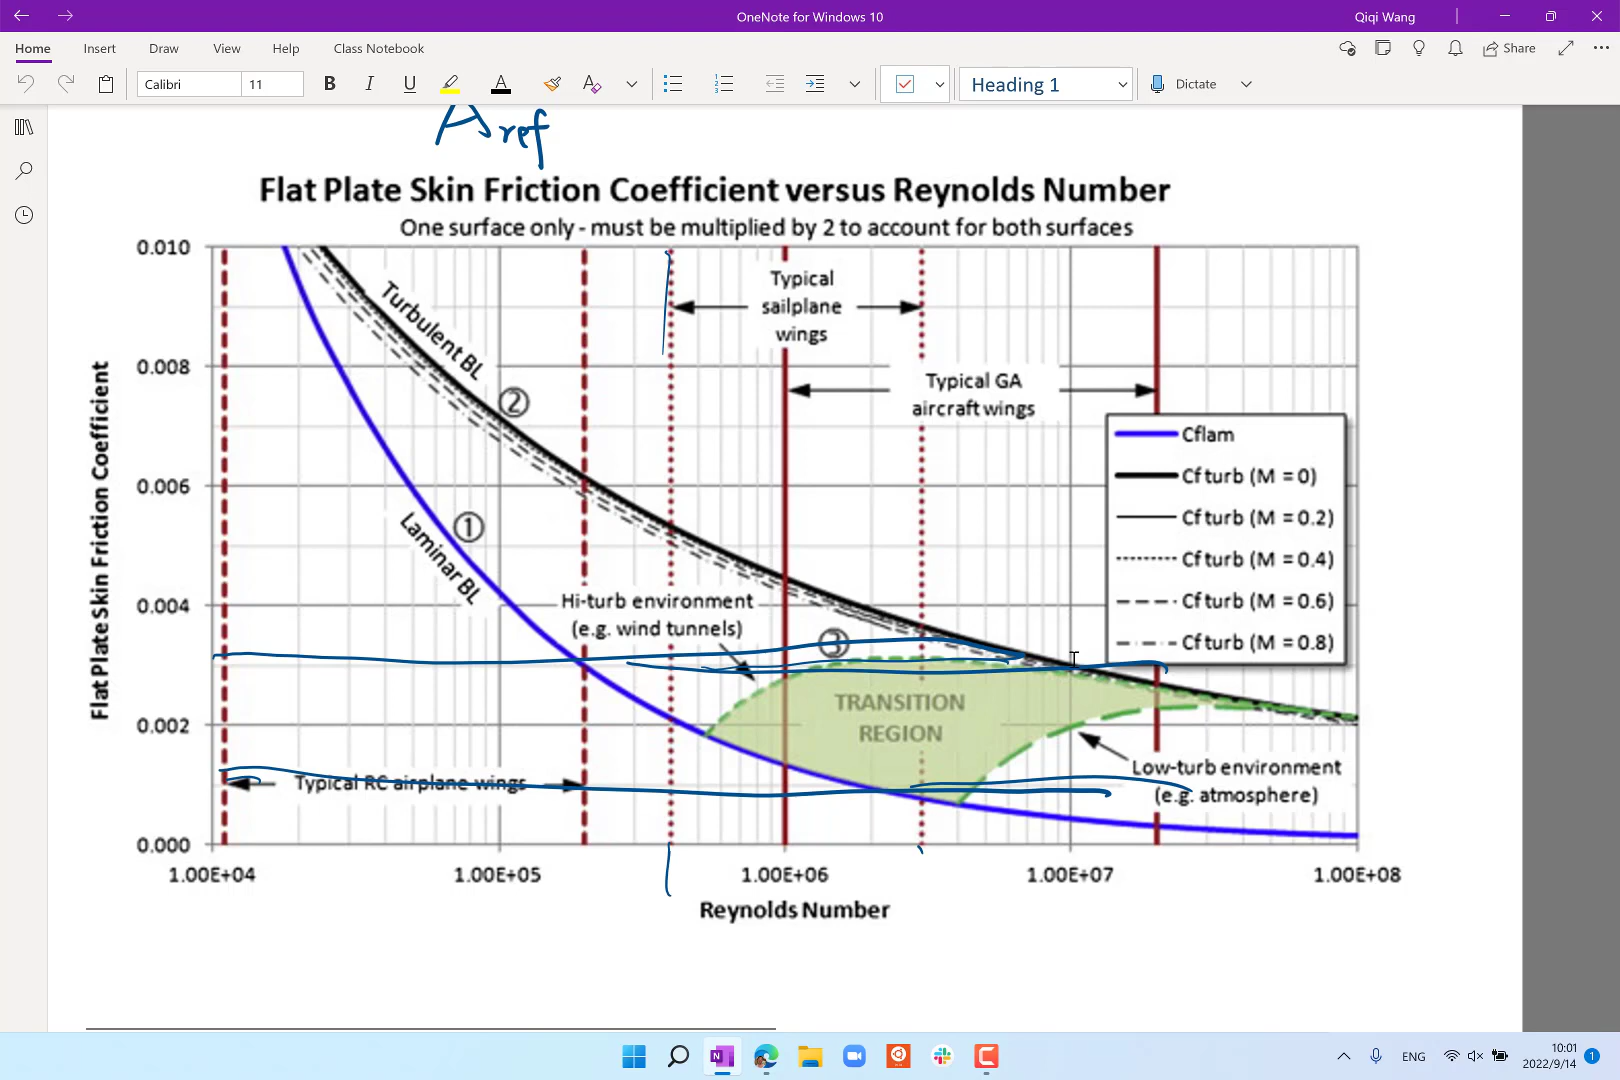 OneNote for Windows 10
Qiqi Wang
Home Insert Draw View Help Class Notebook
Share
Calibri 11 B I U A A Heading 1 Dictate
Aref
Flat Plate Skin Friction Coefficient versus Reynolds Number
One surface only - must be multiplied by 2 to account for both surfaces
Flat Plate Skin Friction Coefficient
0.010
0.008
0.006
0.004
0.002
0.000
Turbulent BL
②
Laminar BL
①
Typical
sailplane
wings
Typical GA
aircraft wings
Cflam
Cfturb (M = 0)
Cfturb (M = 0.2)
Cfturb (M = 0.4)
Cfturb (M = 0.6)
Cfturb (M = 0.8)
Hi-turb environment
(e.g. wind tunnels)
③
TRANSITION
REGION
Typical RC airplane wings
Low-turb environment
(e.g. atmosphere)
1.00E+04 1.00E+05 1.00E+06 1.00E+07 1.00E+08
Reynolds Number
ENG
10:01
2022/9/14
1